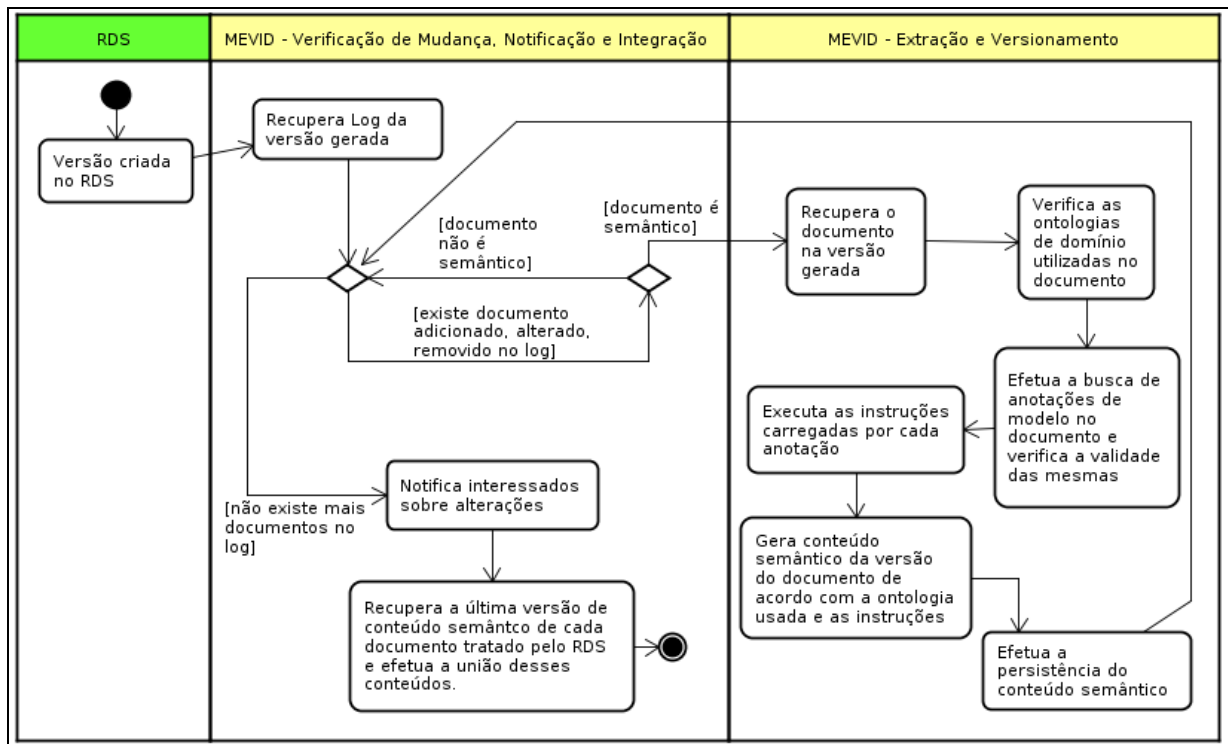 RDS
MEVID - Verificação de Mudança, Notificação e Integração
MEVID - Extração e Versionamento
Versão criada
no RDS
Recupera Log da
versão gerada
[documento
não é
semântico]
[documento é
semântico]
[existe documento
adicionado, alterado,
removido no log]
[não existe mais
documentos no
log]
Notifica interessados
sobre alterações
Recupera a última versão de
conteúdo semântco de cada
documento tratado pelo RDS
e efetua a união desses
conteúdos.
Recupera o
documento
na versão
gerada
Verifica as
ontologias
de domínio
utilizadas no
documento
Efetua a busca de
anotações de
modelo no
documento e
verifica a validade
das mesmas
Executa as instruções
carregadas por cada
anotação
Gera conteúdo
semântico da versão
do documento de
acordo com a ontologia
usada e as instruções
Efetua a
persistência do
conteúdo semântico